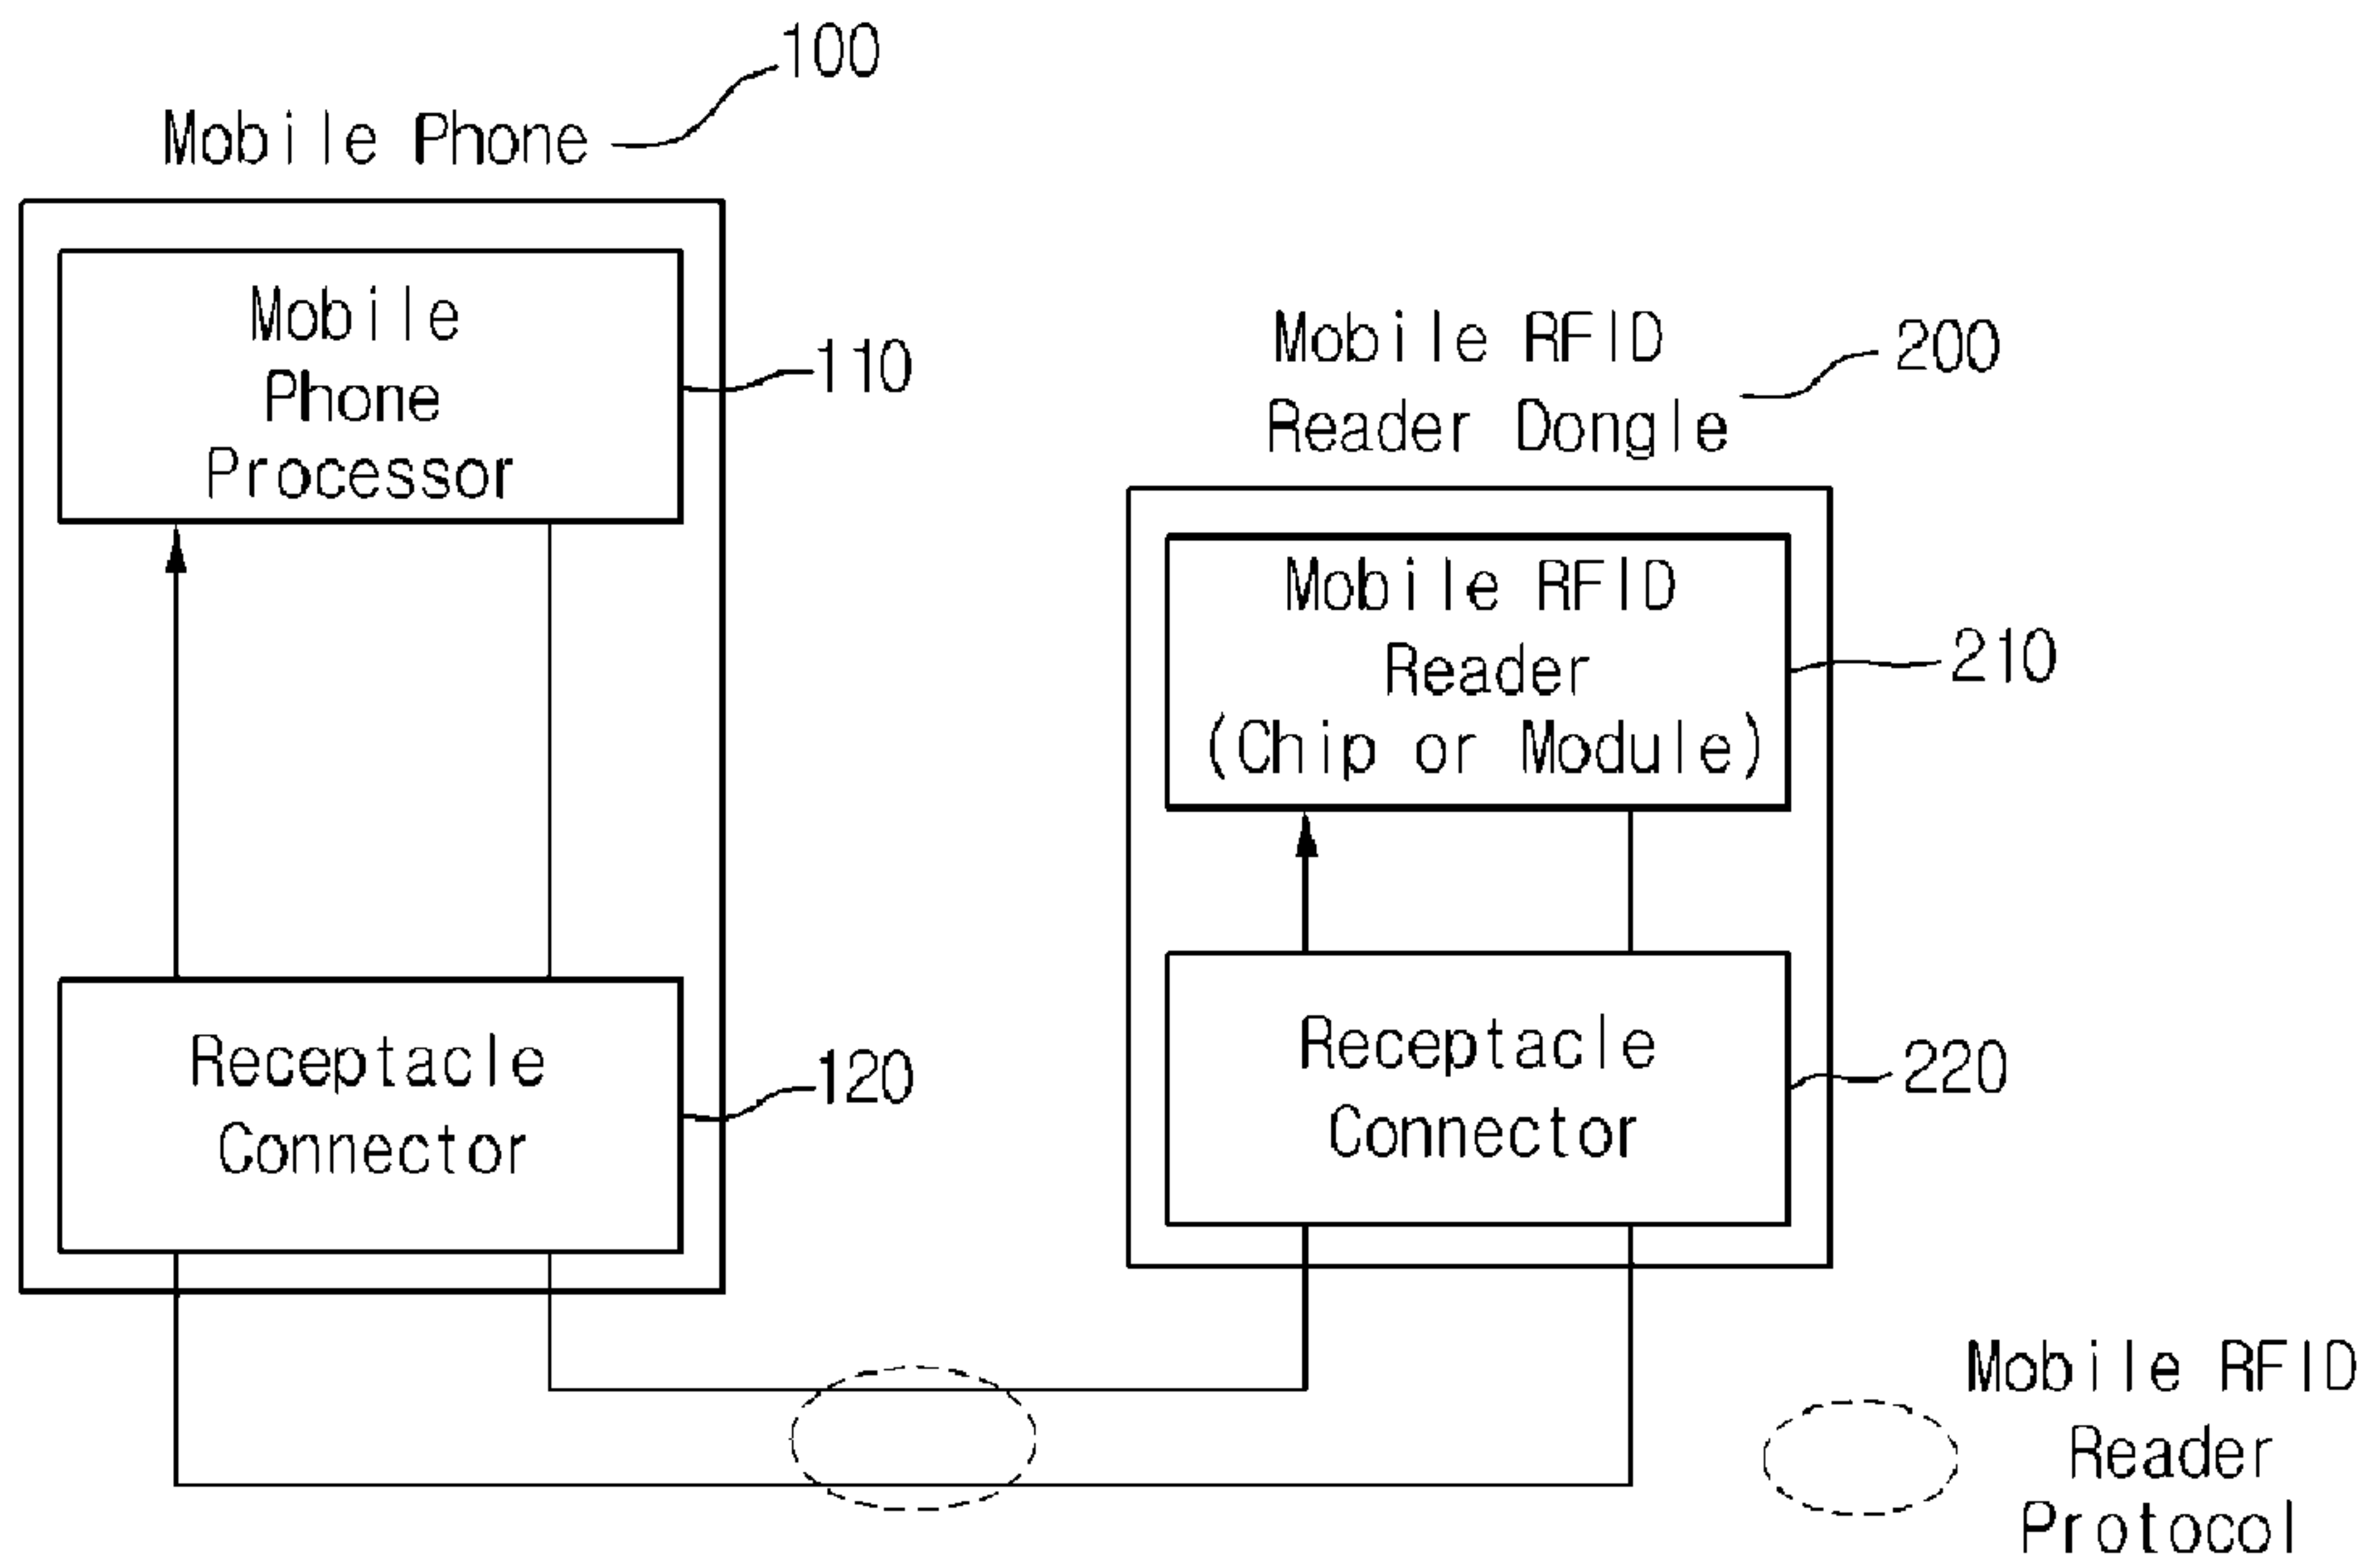 100
Mobile Phone
Mobile
Phone
Processor
110
Receptacle
Connector
120
Mobile RFID
Reader Dongle
200
Mobile RFID
Reader
(Chip or Module)
210
Receptacle
Connector
220
Mobile RFID
Reader
Protocol